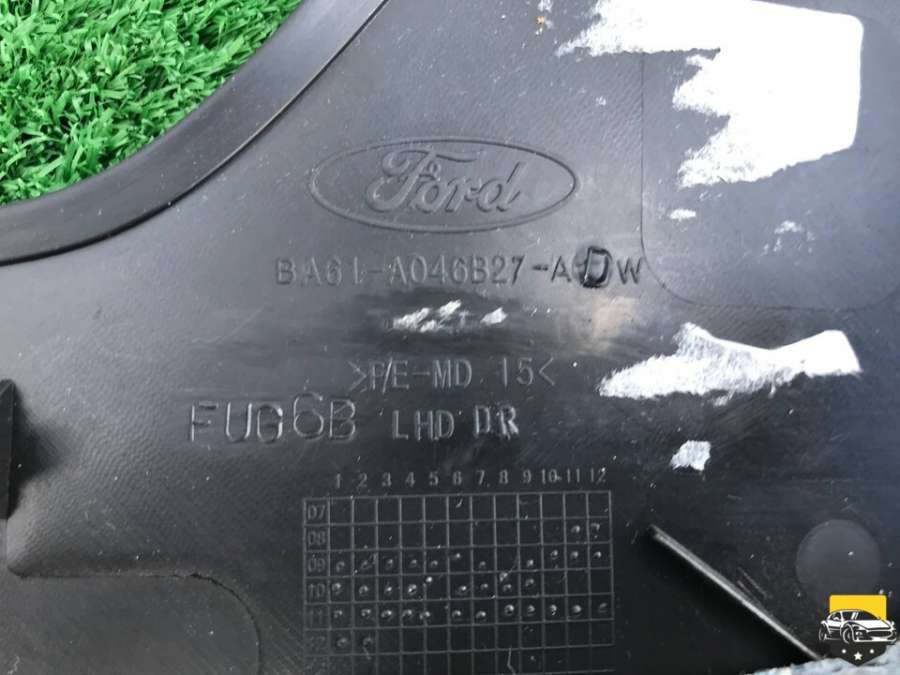 Ford
BA61-A046B27-ADW
>P/E-MD 15<
FUG6B LHD DR
1 2 3 4 5 6 7 8 9 10 11 12
07
08
09
10
11